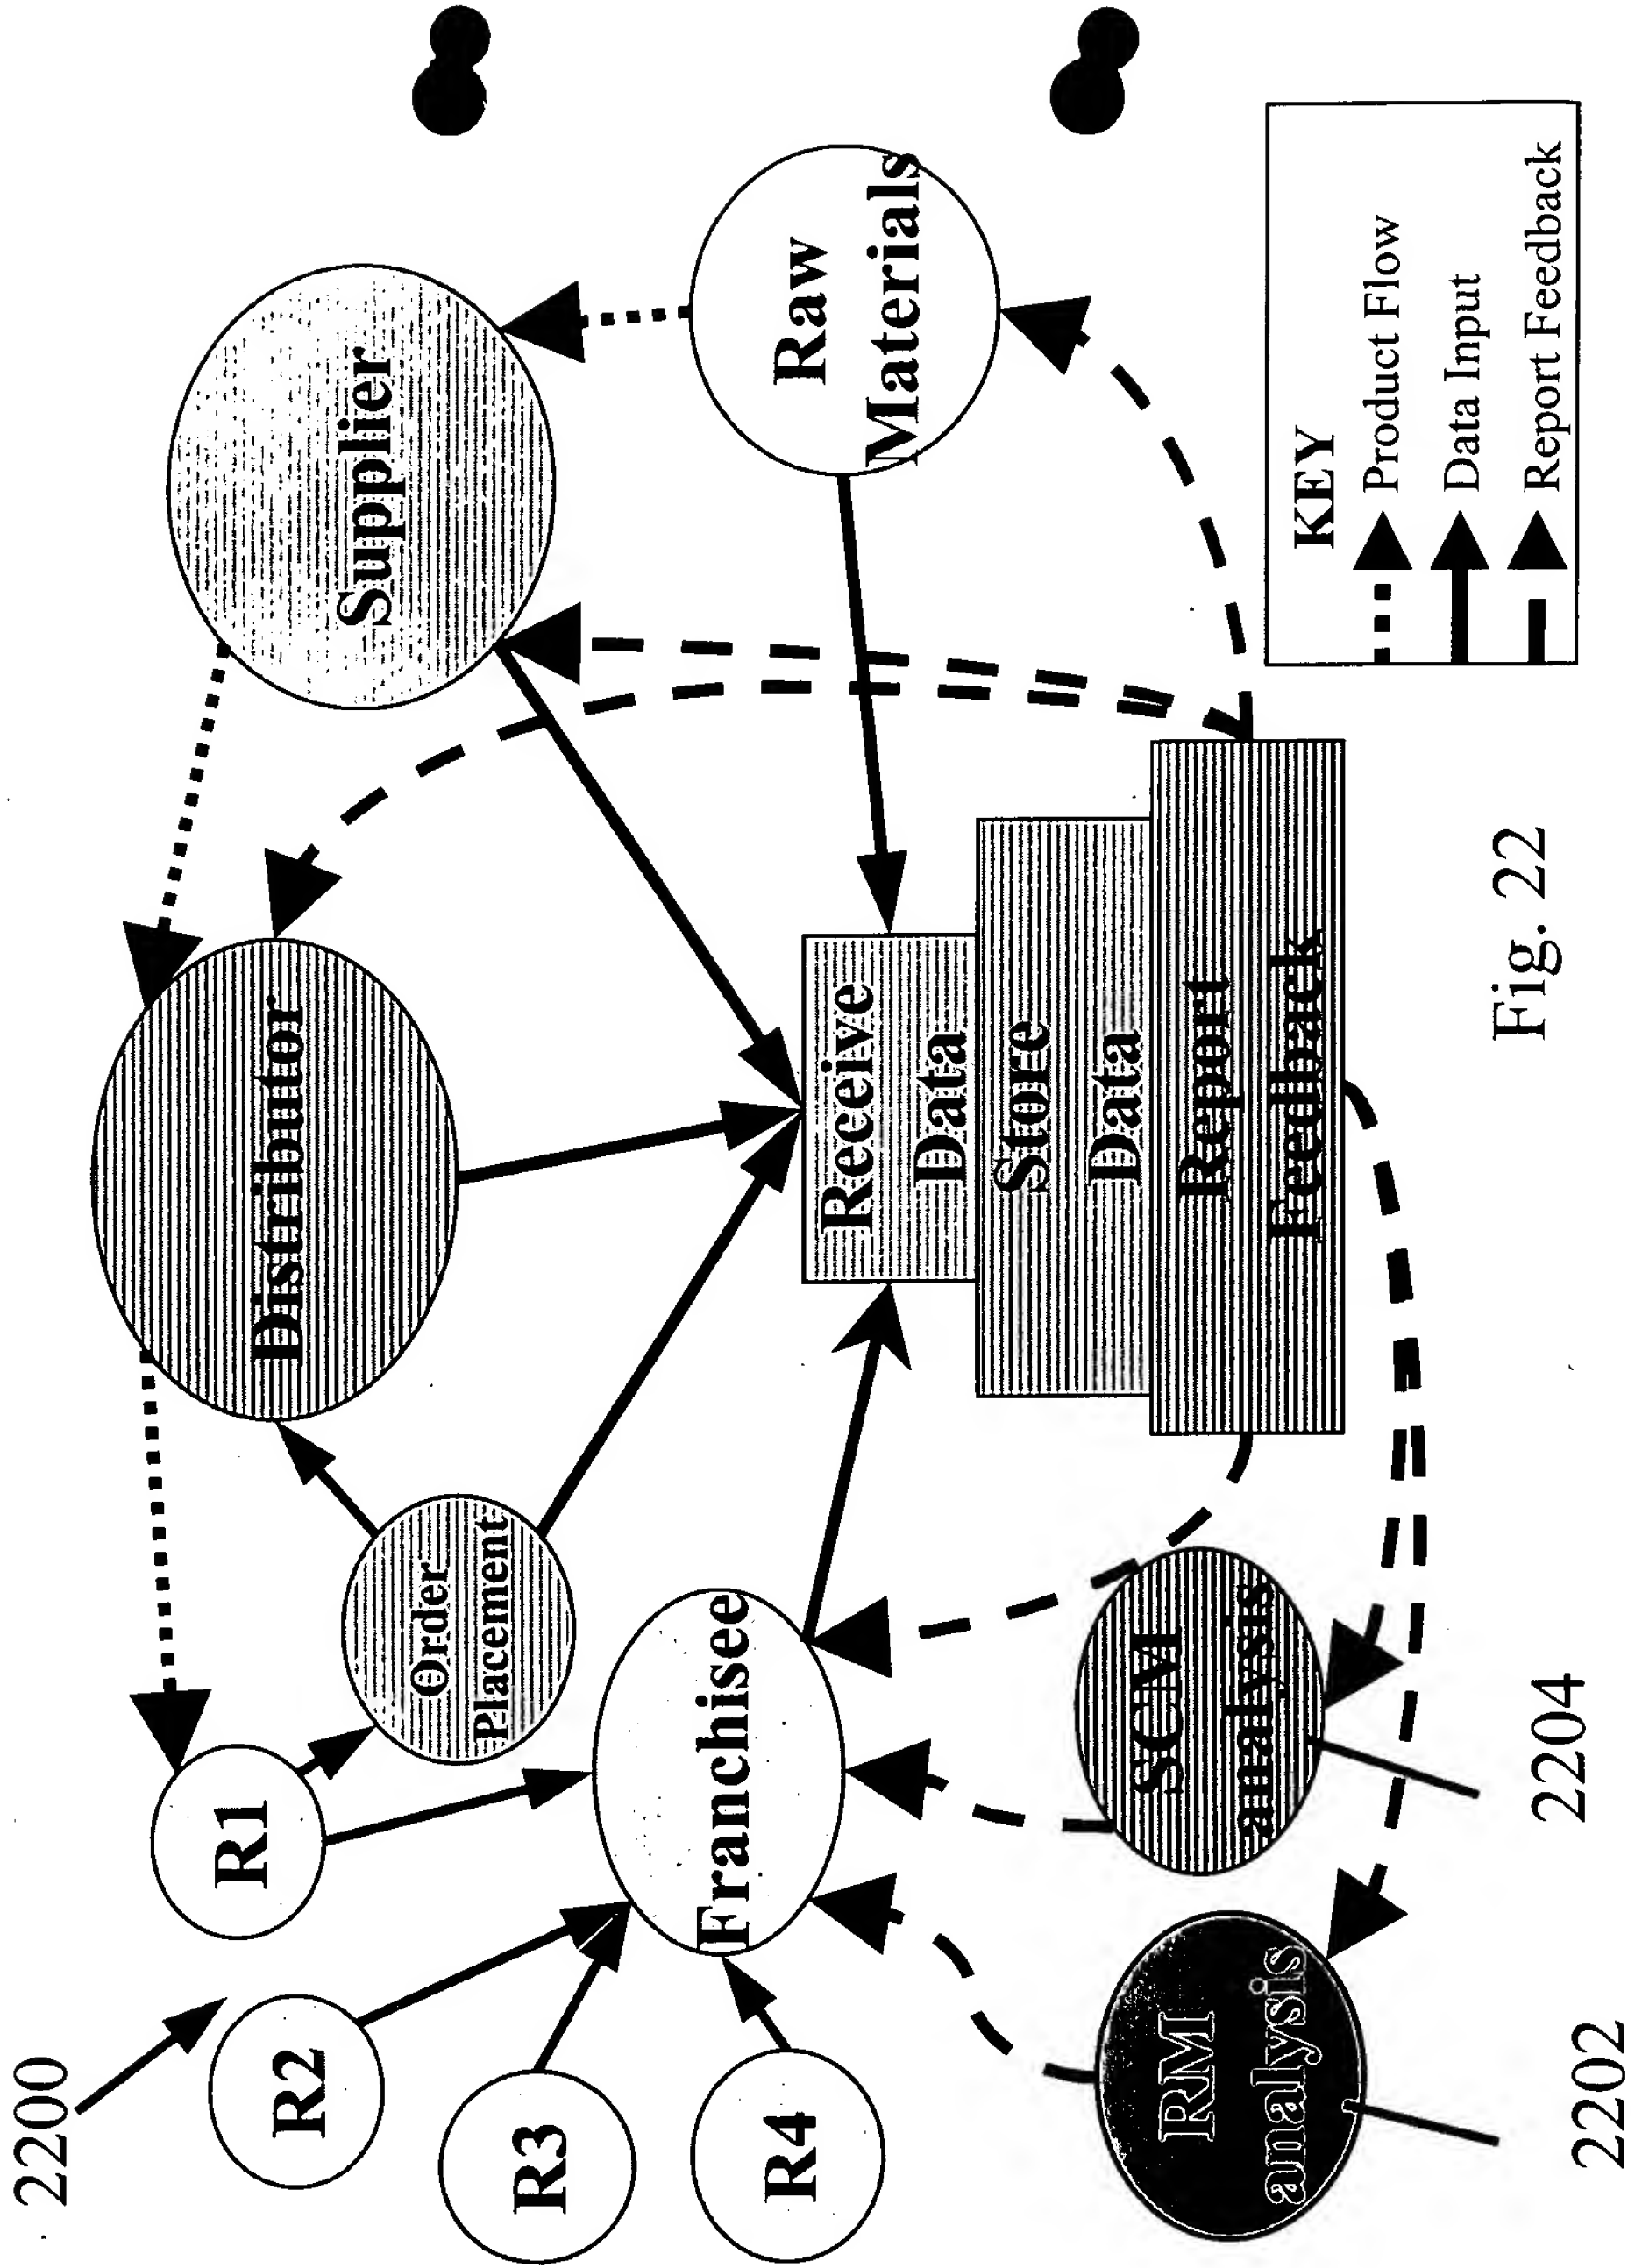 2200
R1
R2
R3
R4
Order
Placement
Distributor
Supplier
Franchisee
Raw
Materials
Receive
Data
Store
Data
Report
Feedback
RM
analysis
SCM
analysis
2202
2204
KEY
Product Flow
Data Input
Report Feedback
Fig. 22